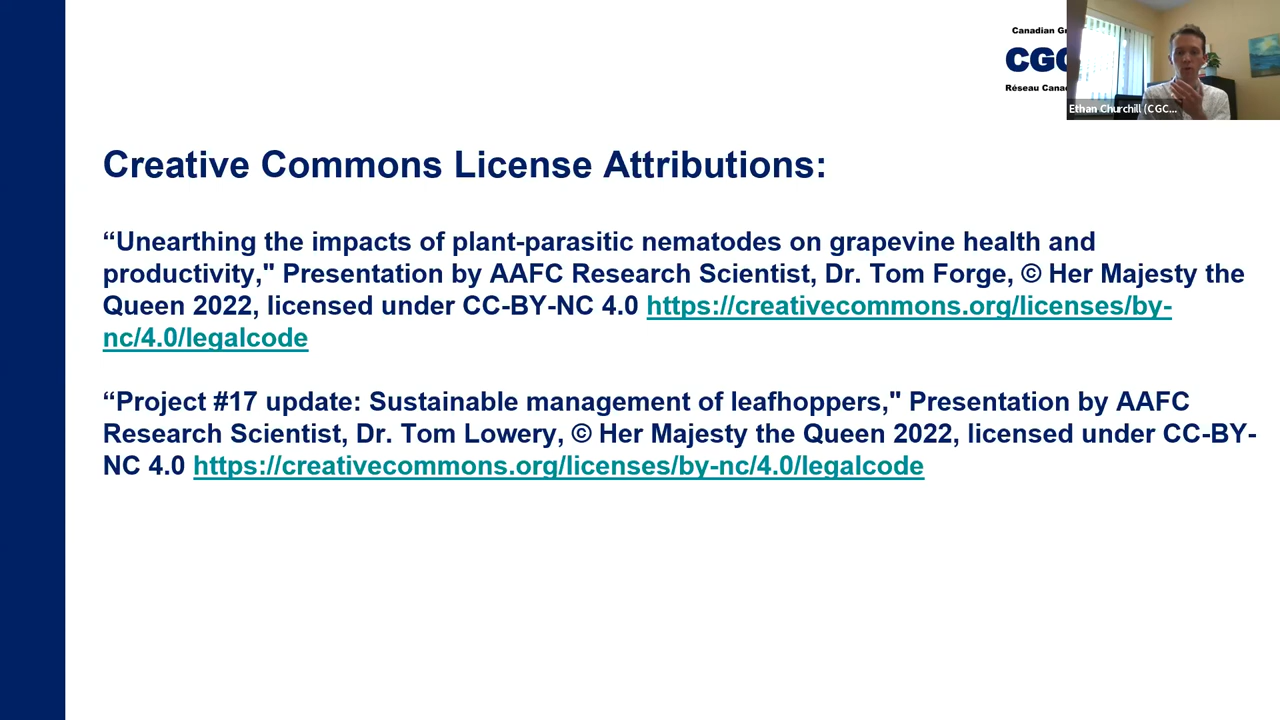 Canadian Gr
CGC
Réseau Cana
Ethan Churchill (CGC...
Creative Commons License Attributions:
“Unearthing the impacts of plant-parasitic nematodes on grapevine health and
productivity," Presentation by AAFC Research Scientist, Dr. Tom Forge, © Her Majesty the
Queen 2022, licensed under CC-BY-NC 4.0 https://creativecommons.org/licenses/by-
nc/4.0/legalcode
“Project #17 update: Sustainable management of leafhoppers," Presentation by AAFC
Research Scientist, Dr. Tom Lowery, © Her Majesty the Queen 2022, licensed under CC-BY-
NC 4.0 https://creativecommons.org/licenses/by-nc/4.0/legalcode